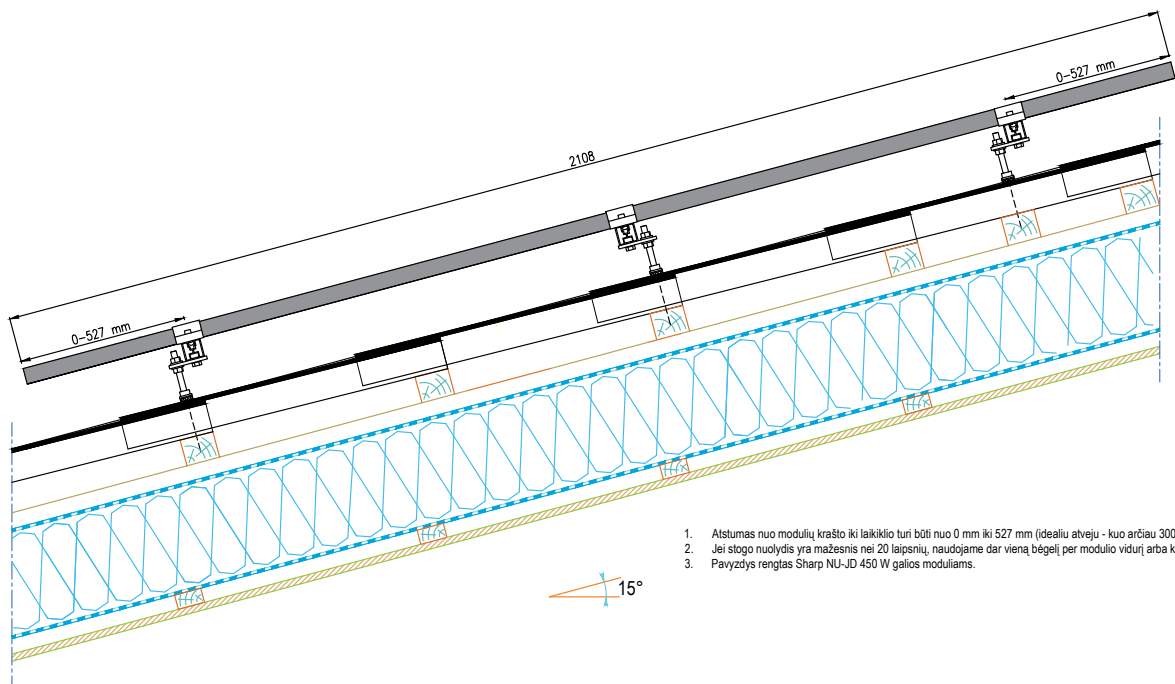 0-527 mm
2108
0-527 mm
1. Atstumas nuo modulių krašto iki laikiklio turi būti nuo 0 mm iki 527 mm (idealiu atveju - kuo arčiau 300
2. Jei stogo nuolydis yra mažesnis nei 20 laipsnių, naudojame dar vieną bėgelį per modulio vidurį arba k
3. Pavyzdys rengtas Sharp NU-JD 450 W galios moduliams.
15°